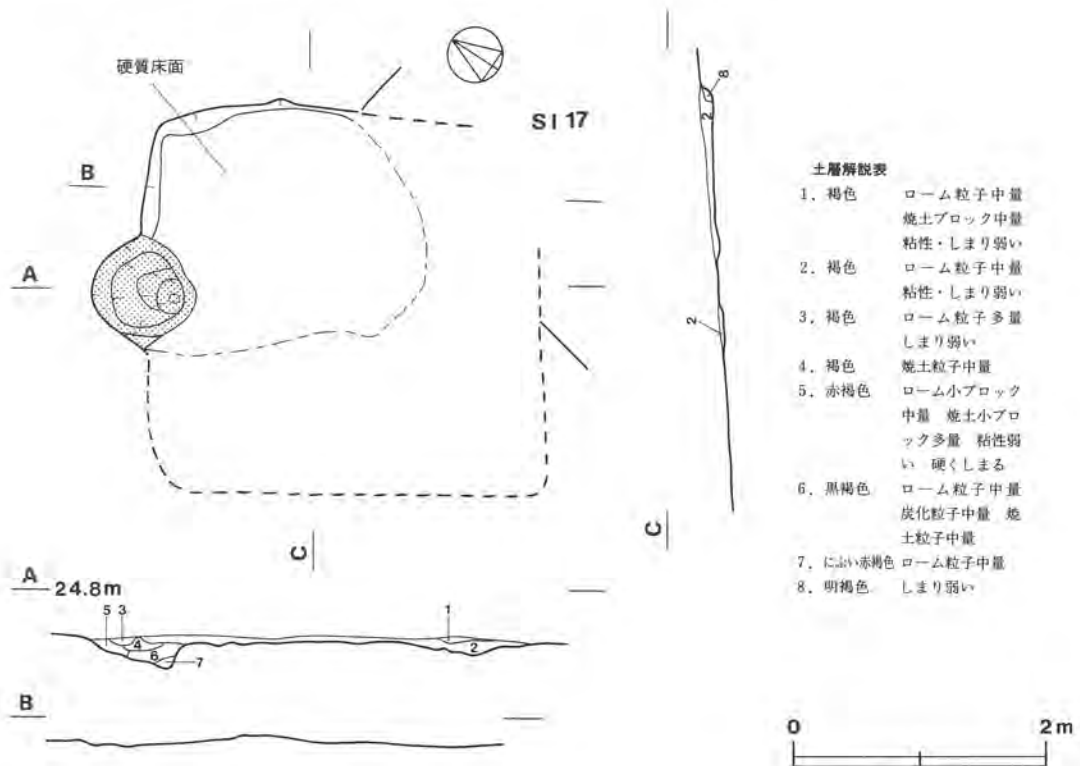 硬質床面
SI 17
B
A
C
C
8
2
2
土層解説表
1. 褐色 ローム粒子中量
焼土ブロック中量
粘性・しまり弱い
2. 褐色 ローム粒子中量
粘性・しまり弱い
3. 褐色 ローム粒子多量
しまり弱い
4. 褐色 焼土粒子中量
5. 赤褐色 ローム小ブロック
中量 焼土小ブロ
ック多量 粘性弱
い 硬くしまる
6. 黒褐色 ローム粒子中量
炭化粒子中量 焼
土粒子中量
7. にぶい赤褐色 ローム粒子中量
8. 明褐色 しまり弱い
A 24.8m
5 3 1
4 2
6 7
B
0 2m